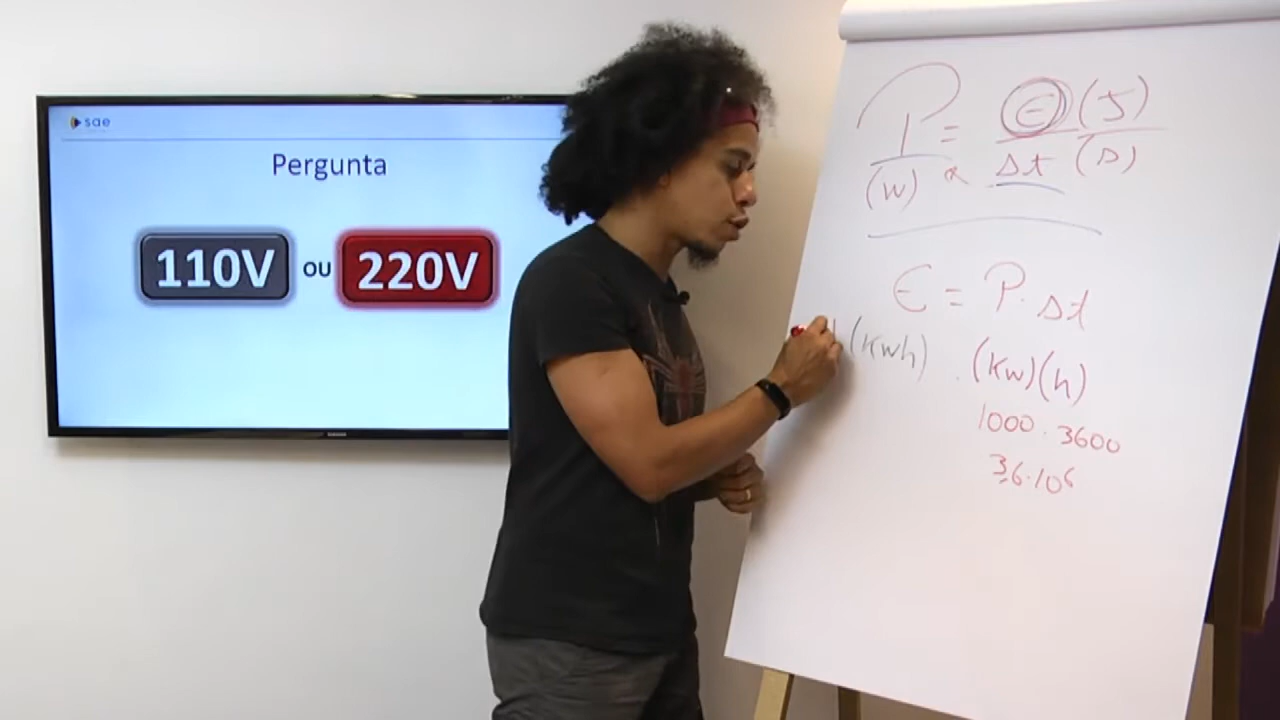 sae
Pergunta
110V OU 220V
P = E (J)
(W) Δt (s)
E = P. Δt
(KWh) . (KW)(h)
1000 . 3600
3,6.10⁶